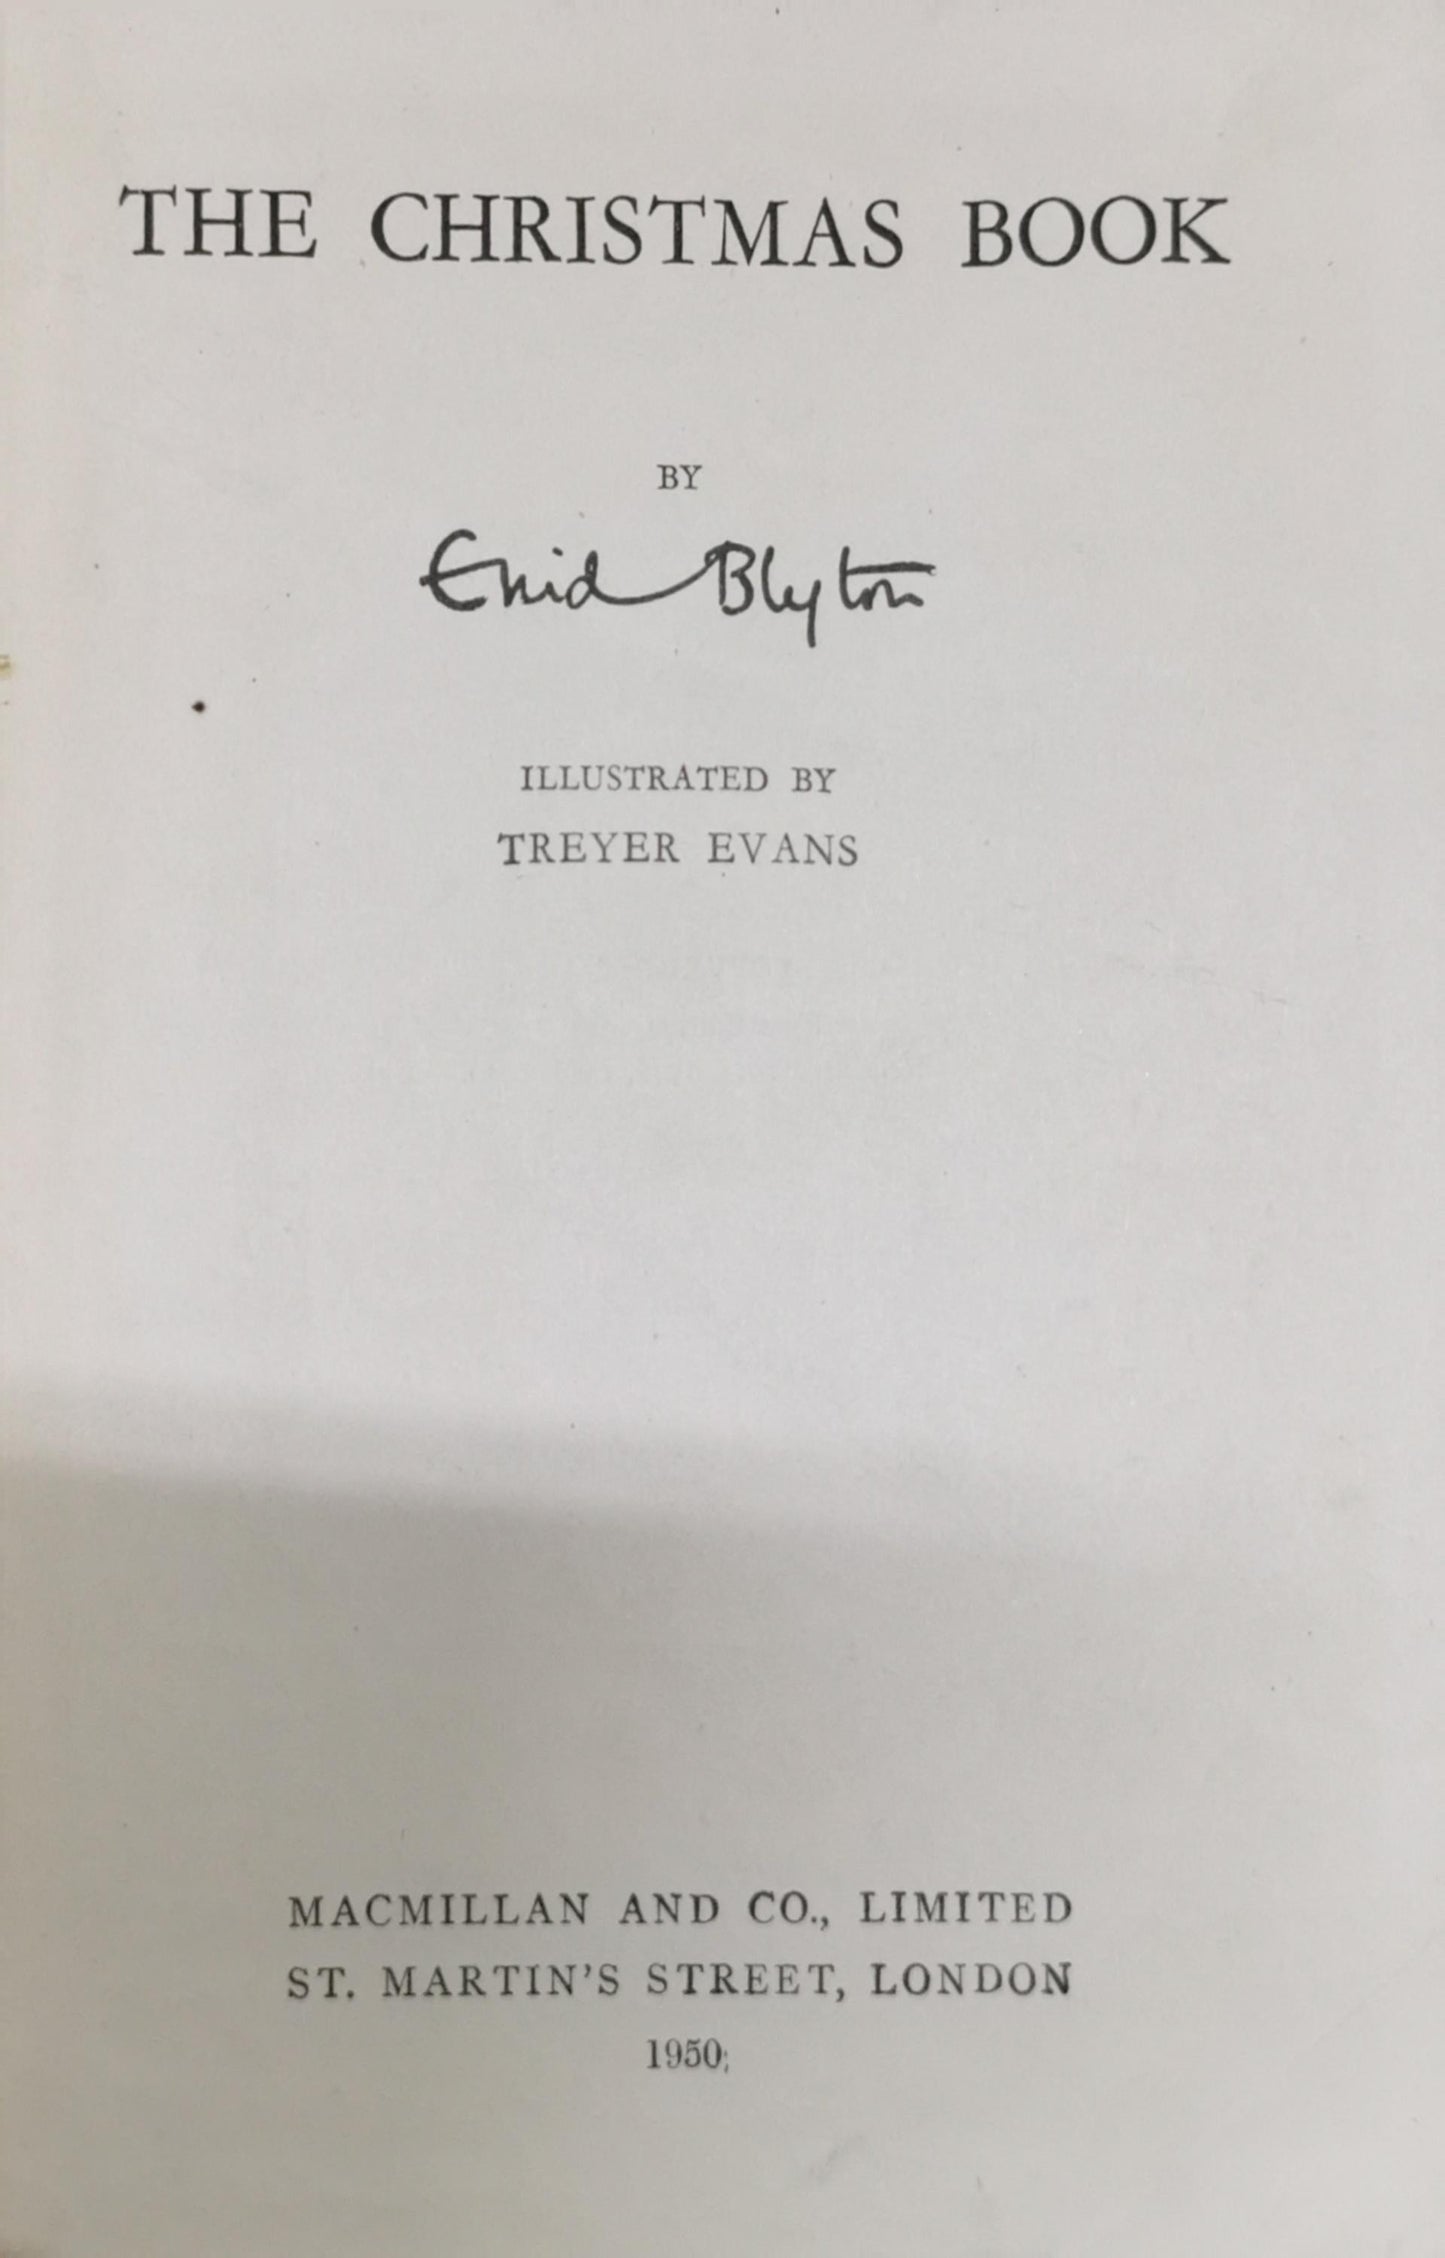 THE CHRISTMAS BOOK
BY
Enid Blyton
ILLUSTRATED BY
TREYER EVANS
MACMILLAN AND CO., LIMITED
ST. MARTIN'S STREET, LONDON
1950;